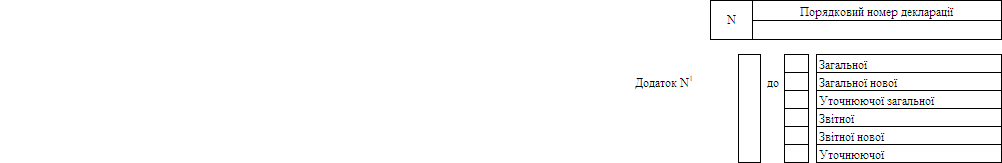 N
Порядковий номер декларації
Загальної
Додаток N¹ до Загальної нової
Уточнюючої загальної
Звітної
Звітної нової
Уточнюючої